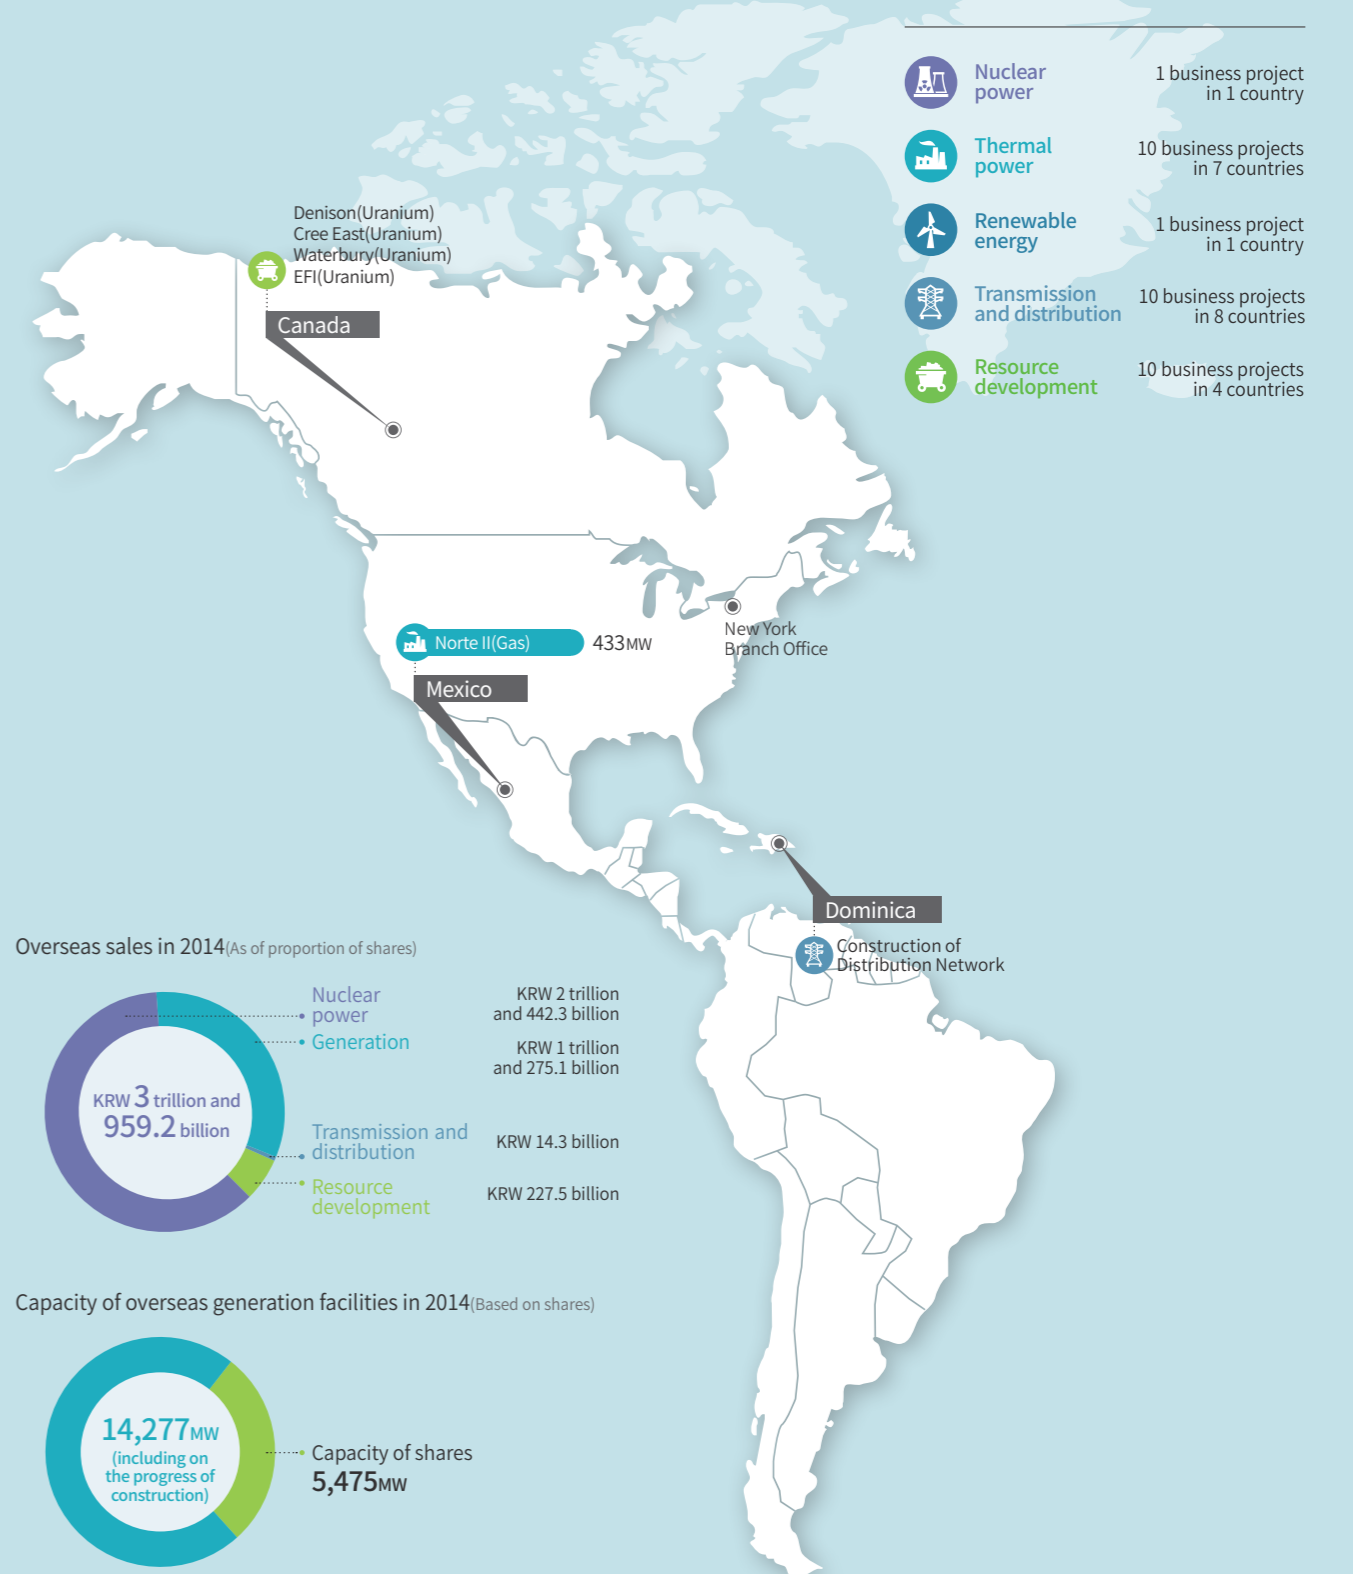 Nuclear
power
1 business project
in 1 country
Thermal
power
10 business projects
in 7 countries
Renewable
energy
1 business project
in 1 country
Transmission
and distribution
10 business projects
in 8 countries
Resource
development
10 business projects
in 4 countries
Denison(Uranium)
Cree East(Uranium)
Waterbury(Uranium)
EFI(Uranium)
Canada
Norte II(Gas) 433MW
Mexico
New York
Branch Office
Dominica
Construction of
Distribution Network
Overseas sales in 2014(As of proportion of shares)
KRW 3 trillion and
959.2 billion
Nuclear
power
KRW 2 trillion
and 442.3 billion
Generation
KRW 1 trillion
and 275.1 billion
Transmission and
distribution
KRW 14.3 billion
Resource
development
KRW 227.5 billion
Capacity of overseas generation facilities in 2014(Based on shares)
14,277MW
(including on
the progress of
construction)
Capacity of shares
5,475MW